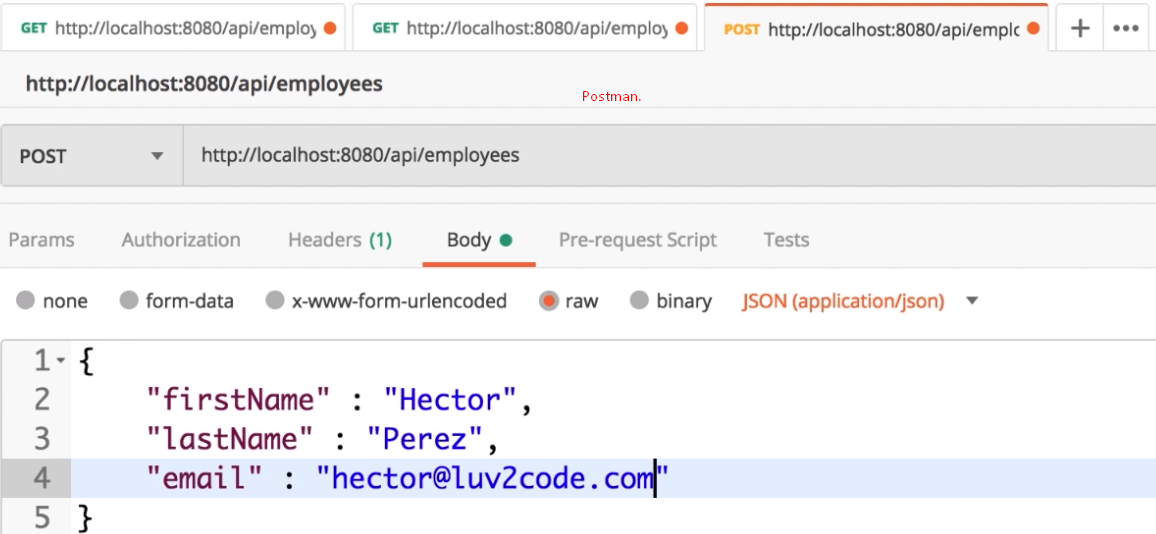 GET http://localhost:8080/api/employ GET http://localhost:8080/api/employ POST http://localhost:8080/api/emplc + •••
http://localhost:8080/api/employees
Postman.
POST http://localhost:8080/api/employees
Params Authorization Headers (1) Body Pre-request Script Tests
none form-data x-www-form-urlencoded raw binary JSON (application/json)
1 {
2 "firstName" : "Hector",
3 "lastName" : "Perez",
4 "email" : "hector@luv2code.com"
5 }